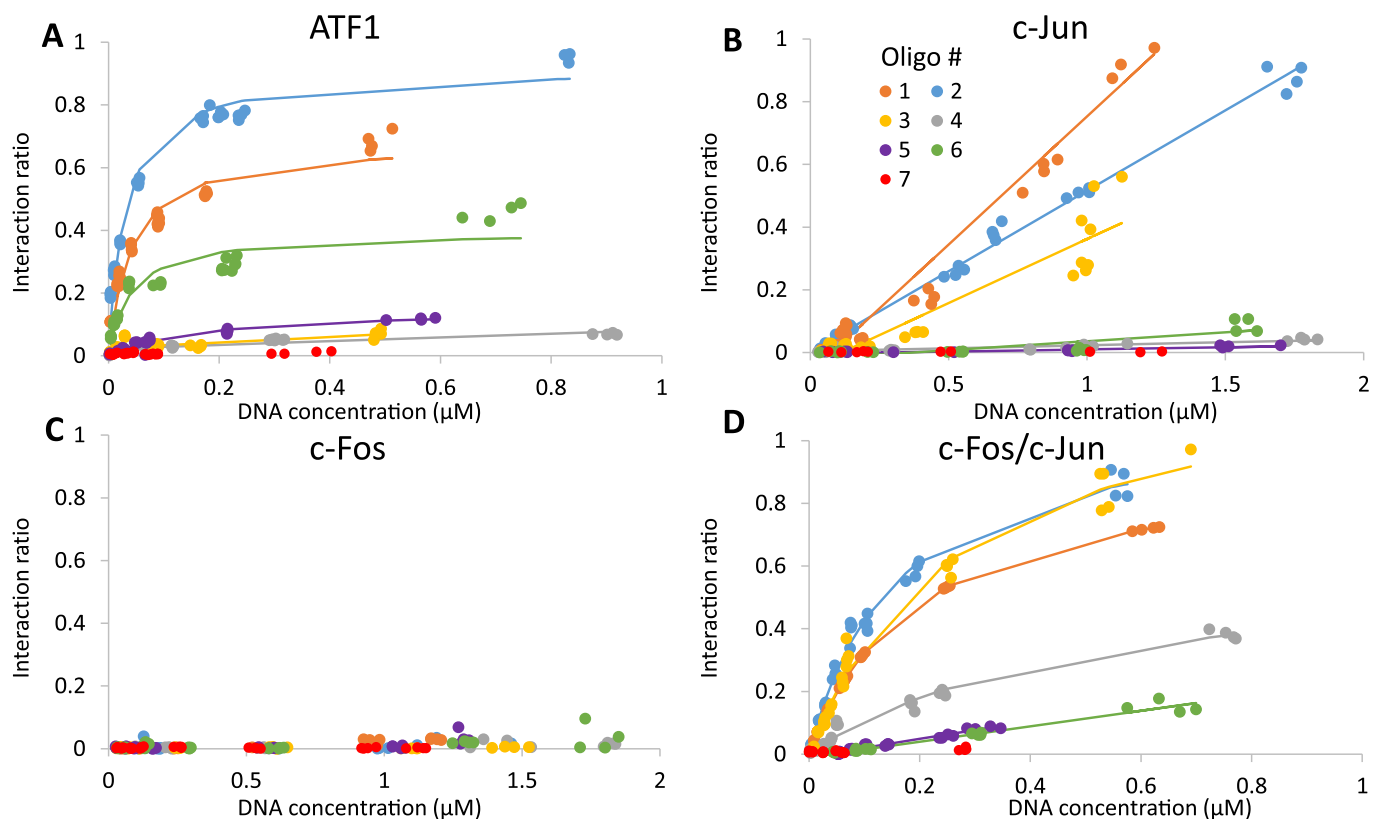 A
ATF1
1
0.8
0.6
0.4
0.2
0
Interaction ratio
0 0.2 0.4 0.6 0.8 1
DNA concentration (μM)
B
c-Jun
Oligo #
1 2
3 4
5 6
7
1
0.8
0.6
0.4
0.2
0
Interaction ratio
0 0.5 1 1.5 2
DNA concentration (μM)
C
c-Fos
1
0.8
0.6
0.4
0.2
0
Interaction ratio
0 0.5 1 1.5 2
DNA concentration (μM)
D
c-Fos/c-Jun
1
0.8
0.6
0.4
0.2
0
Interaction ratio
0 0.2 0.4 0.6 0.8 1
DNA concentration (μM)